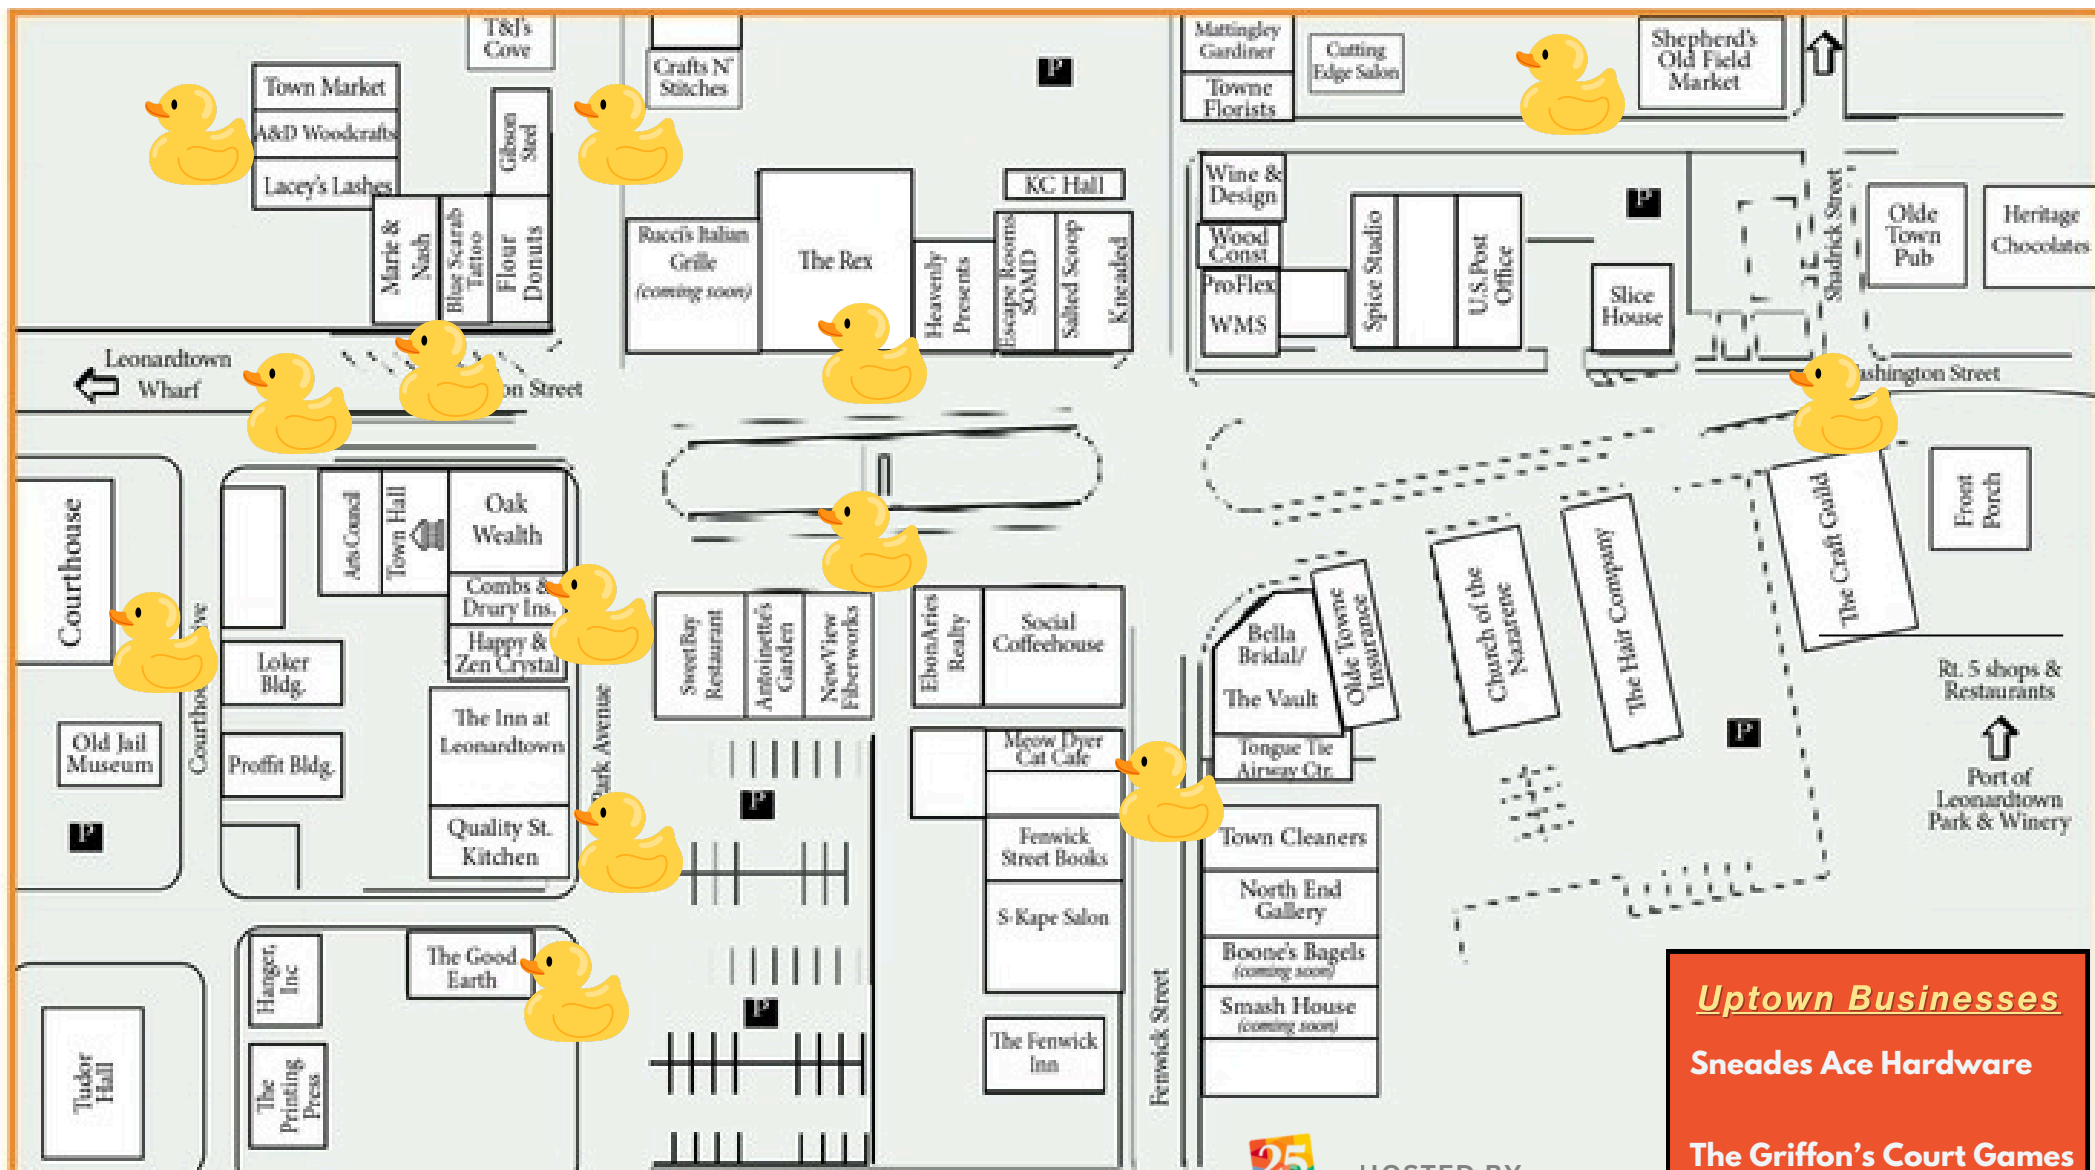 T&J's
Cove
Town Market
A&D Woodcrafts
Lacey's Lashes
Gibson
Steel
Marie &
Nash
Blue Scarab
Tattoo
Flour
Donuts
Crafts N'
Stitches
P
Rucci's Italian
Grille
(coming soon)
The Rex
Heavenly
Presents
KC Hall
Escape Rooms
SOMD
Salted Scoop
Kneaded
Mattingley
Gardiner
Towne
Florists
Cutting
Edge Salon
Shepherd's
Old Field
Market
Wine &
Design
Wood
Const
ProFlex
WMS
Spice Studio
U.S.Post
Office
P
Slice
House
Shadrick Street
Olde
Town
Pub
Heritage
Chocolates
Leonardtown
Wharf
on Street
ashington Street
Courthouse
Arts Council
Town Hall
Oak
Wealth
Combs &
Drury Ins.
Happy &
Zen Crystal
Loker
Bldg.
Proffit Bldg.
The Inn at
Leonardtown
Quality St.
Kitchen
Old Jail
Museum
P
Park Avenue
SweetBay
Restaurant
Antoinette's
Garden
NewView
Fiberworks
EbonAries
Realty
Social
Coffeehouse
P
Meow Dyer
Cat Cafe
Fenwick
Street Books
S-Kape Salon
The Fenwick
Inn
Fenwick Street
Bella
Bridal/
The Vault
Olde Towne
Insurance
Tongue Tie
Airway Ctr.
Town Cleaners
North End
Gallery
Boone's Bagels
(coming soon)
Smash House
(coming soon)
Church of the
Nazarene
The Hair Company
The Craft Guild
Front
Porch
P
Rt. 5 shops &
Restaurants
Port of
Leonardtown
Park & Winery
Hanger,
Inc
The Good
Earth
The
Printing
Press
Tudor
Hall
P
25
HOSTED BY
Uptown Businesses
Sneades Ace Hardware
The Griffon's Court Games